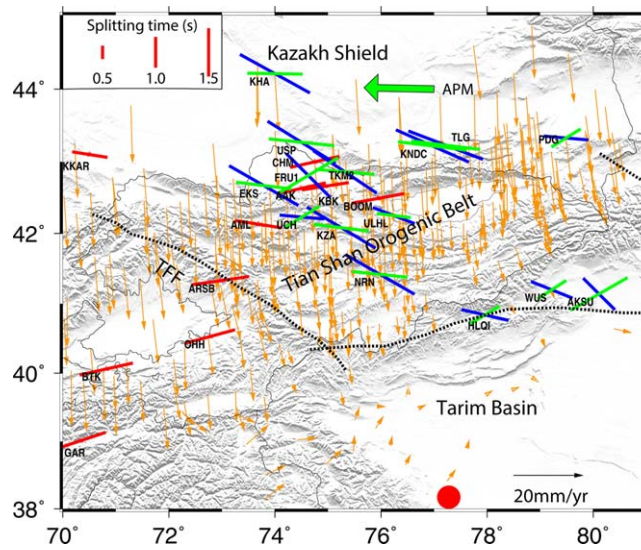 Splitting time (s)
0.5
1.0
1.5
Kazakh Shield
APM
KHA
USP
TLG
KNDC
PDG
KKAR
CHM
FRU1
TKM2
AAK
EKS
KBK
BOOM
AML
UCH
KZA
ULHL
Tian Shan Orogenic Belt
TFF
ARSB
NRN
WUS
AKSU
HLQI
OHH
BTK
GAR
Tarim Basin
20mm/yr
44°
42°
40°
38°
70
72
74
76
78
80